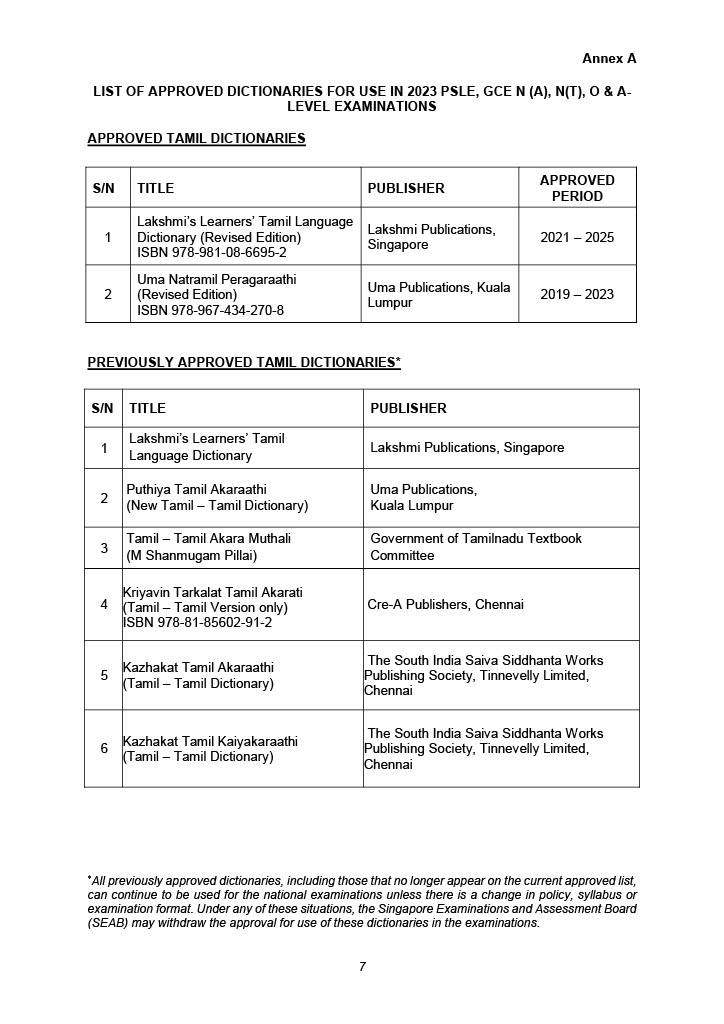 Annex A
LIST OF APPROVED DICTIONARIES FOR USE IN 2023 PSLE, GCE N (A), N(T), O & A-
LEVEL EXAMINATIONS
APPROVED TAMIL DICTIONARIES
S/N TITLE PUBLISHER APPROVED
PERIOD
1 Lakshmi's Learners' Tamil Language
Dictionary (Revised Edition)
ISBN 978-981-08-6695-2
Lakshmi Publications,
Singapore
2021 – 2025
2 Uma Natramil Peragaraathi
(Revised Edition)
ISBN 978-967-434-270-8
Uma Publications, Kuala
Lumpur
2019 – 2023
PREVIOUSLY APPROVED TAMIL DICTIONARIES*
S/N TITLE PUBLISHER
1 Lakshmi's Learners' Tamil
Language Dictionary
Lakshmi Publications, Singapore
2 Puthiya Tamil Akaraathi
(New Tamil – Tamil Dictionary)
Uma Publications,
Kuala Lumpur
3 Tamil – Tamil Akara Muthali
(M Shanmugam Pillai)
Government of Tamilnadu Textbook
Committee
4 Kriyavin Tarkalat Tamil Akarati
(Tamil – Tamil Version only)
ISBN 978-81-85602-91-2
Cre-A Publishers, Chennai
5 Kazhakat Tamil Akaraathi
(Tamil – Tamil Dictionary)
The South India Saiva Siddhanta Works
Publishing Society, Tinnevelly Limited,
Chennai
6 Kazhakat Tamil Kaiyakaraathi
(Tamil – Tamil Dictionary)
The South India Saiva Siddhanta Works
Publishing Society, Tinnevelly Limited,
Chennai
*All previously approved dictionaries, including those that no longer appear on the current approved list,
can continue to be used for the national examinations unless there is a change in policy, syllabus or
examination format. Under any of these situations, the Singapore Examinations and Assessment Board
(SEAB) may withdraw the approval for use of these dictionaries in the examinations.
7